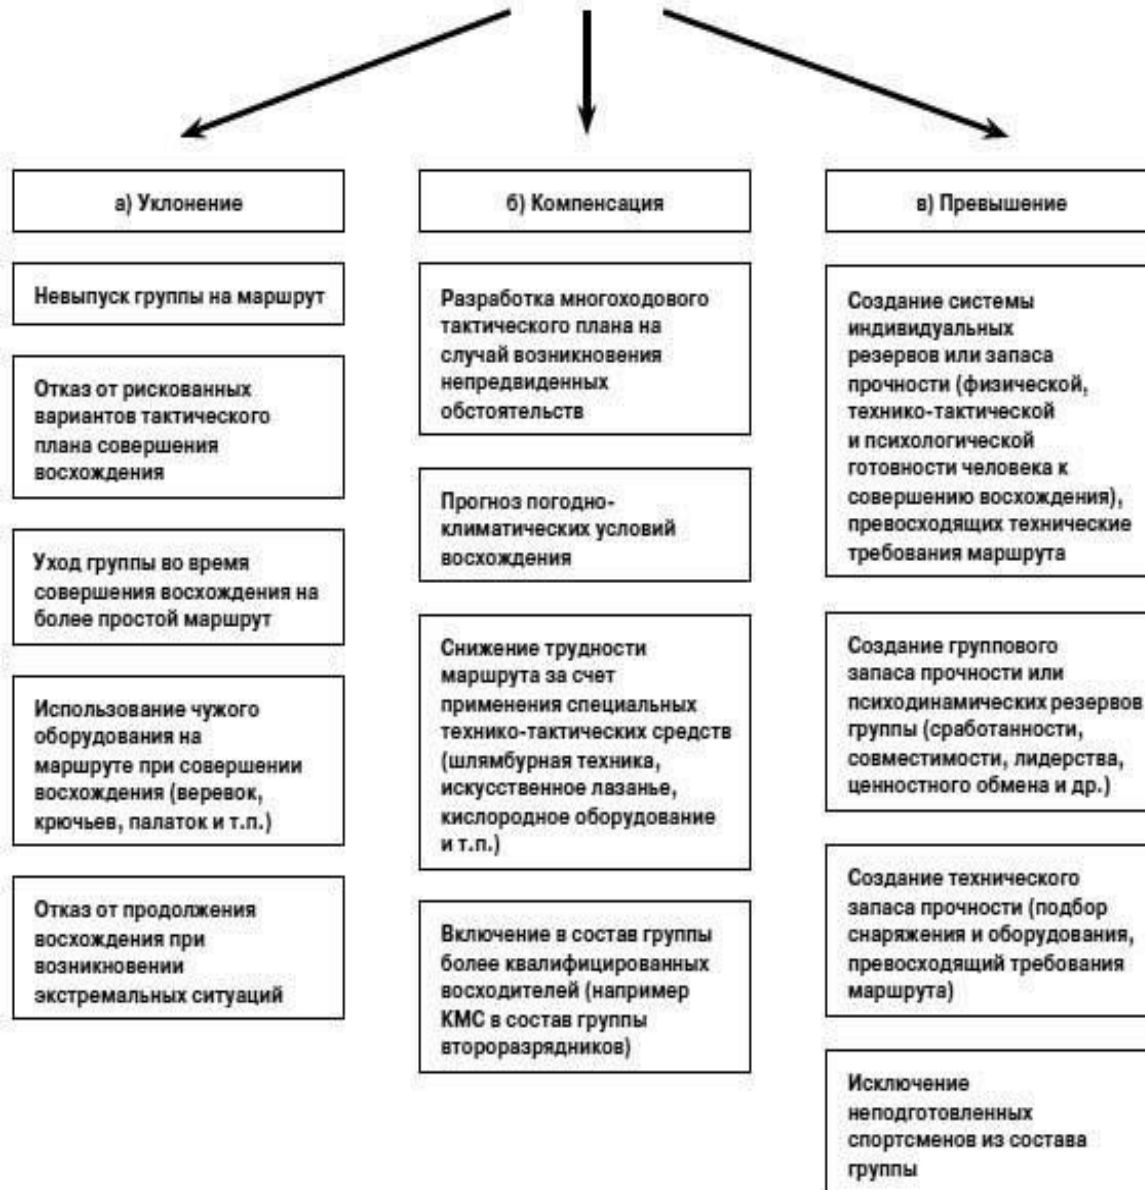 а) Уклонение
Невыпуск группы на маршрут
Отказ от рискованных
вариантов тактического
плана совершения
восхождения
Уход группы во время
совершения восхождения на
более простой маршрут
Использование чужого
оборудования на
маршруте при совершении
восхождения (веревок,
крючьев, палаток и т.п.)
Отказ от продолжения
восхождения при
возникновении
экстремальных ситуаций
б) Компенсация
Разработка многоходового
тактического плана на
случай возникновения
непредвиденных
обстоятельств
Прогноз погодно-
климатических условий
восхождения
Снижение трудности
маршрута за счет
применения специальных
технико-тактических средств
(шлямбурная техника,
искусственное лазанье,
кислородное оборудование
и т.п.)
Включение в состав группы
более квалифицированных
восходителей (например
КМС в состав группы
второразрядников)
в) Превышение
Создание системы
индивидуальных
резервов или запаса
прочности (физической,
технико-тактической
и психологической
готовности человека к
совершению восхождения),
превосходящих технические
требования маршрута
Создание группового
запаса прочности или
психодинамических резервов
группы (сработанности,
совместимости, лидерства,
ценностного обмена и др.)
Создание технического
запаса прочности (подбор
снаряжения и оборудования,
превосходящий требования
маршрута)
Исключение
неподготовленных
спортсменов из состава
группы